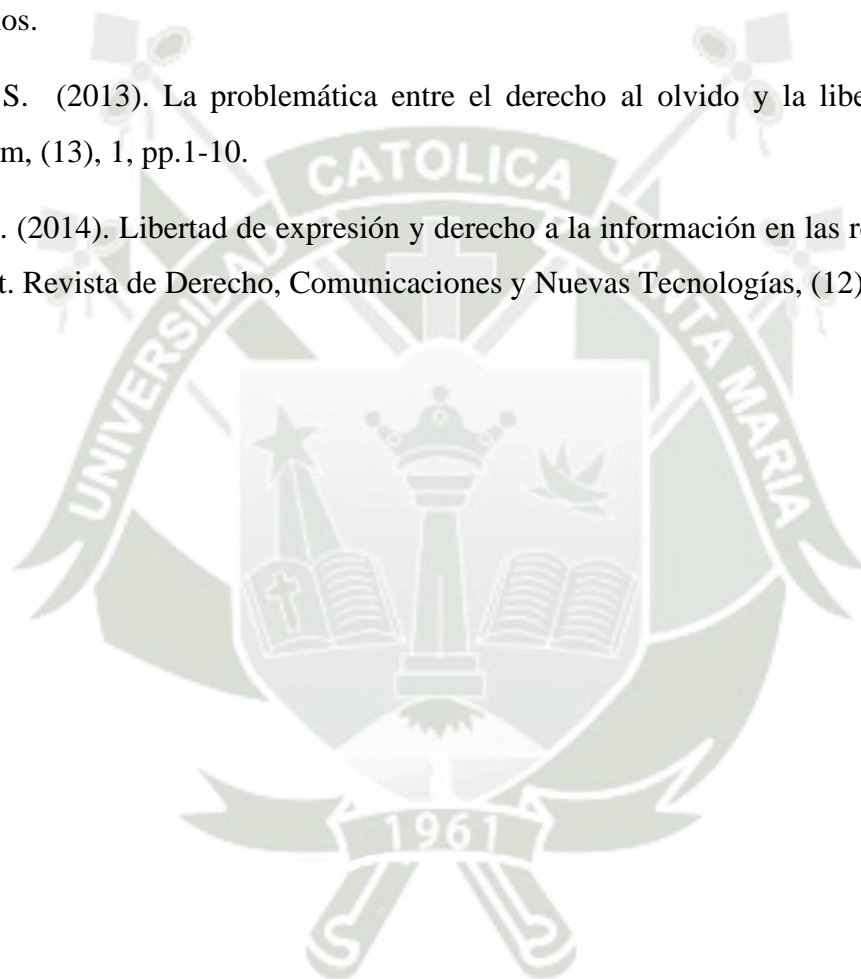 os.
S. (2013). La problemática entre el derecho al olvido y la libe
m, (13), 1, pp.1-10.
. (2014). Libertad de expresión y derecho a la información en las r
t. Revista de Derecho, Comunicaciones y Nuevas Tecnologías, (12)
UNIVERSIDAD CATOLICA SANTA MARIA
1961